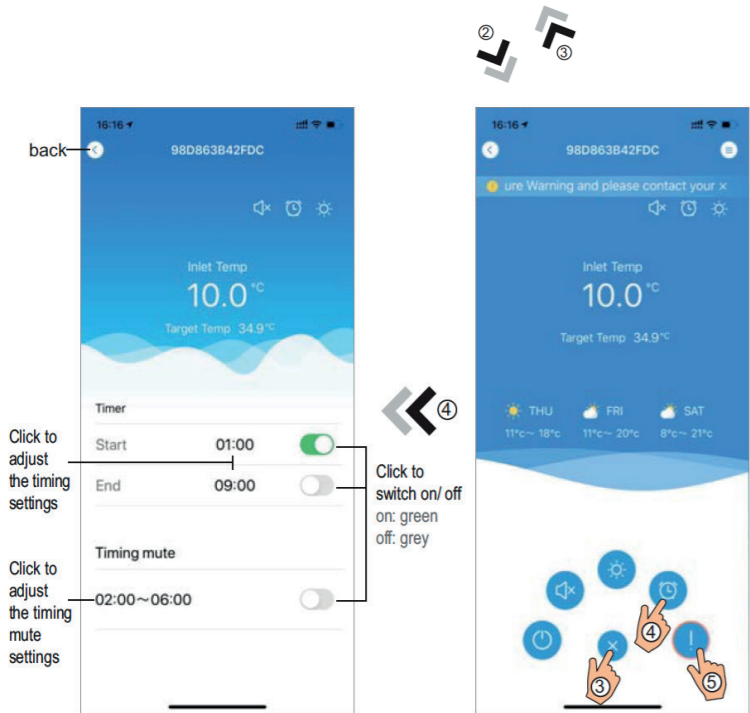 ②
③
16:16
back
98D863B42FDC
Inlet Temp
10.0 °C
Target Temp 34.9°C
Timer
Start 01:00
End 09:00
Timing mute
02:00～06:00
Click to
adjust
the timing
settings
Click to
adjust
the timing
mute
settings
④
Click to
switch on/ off
on: green
off: grey
16:16
98D863B42FDC
ure Warning and please contact your ×
Inlet Temp
10.0 °C
Target Temp 34.9°C
THU FRI SAT
11°c～ 18°c 11°c～ 20°c 8°c～ 21°c
④
③
⑤